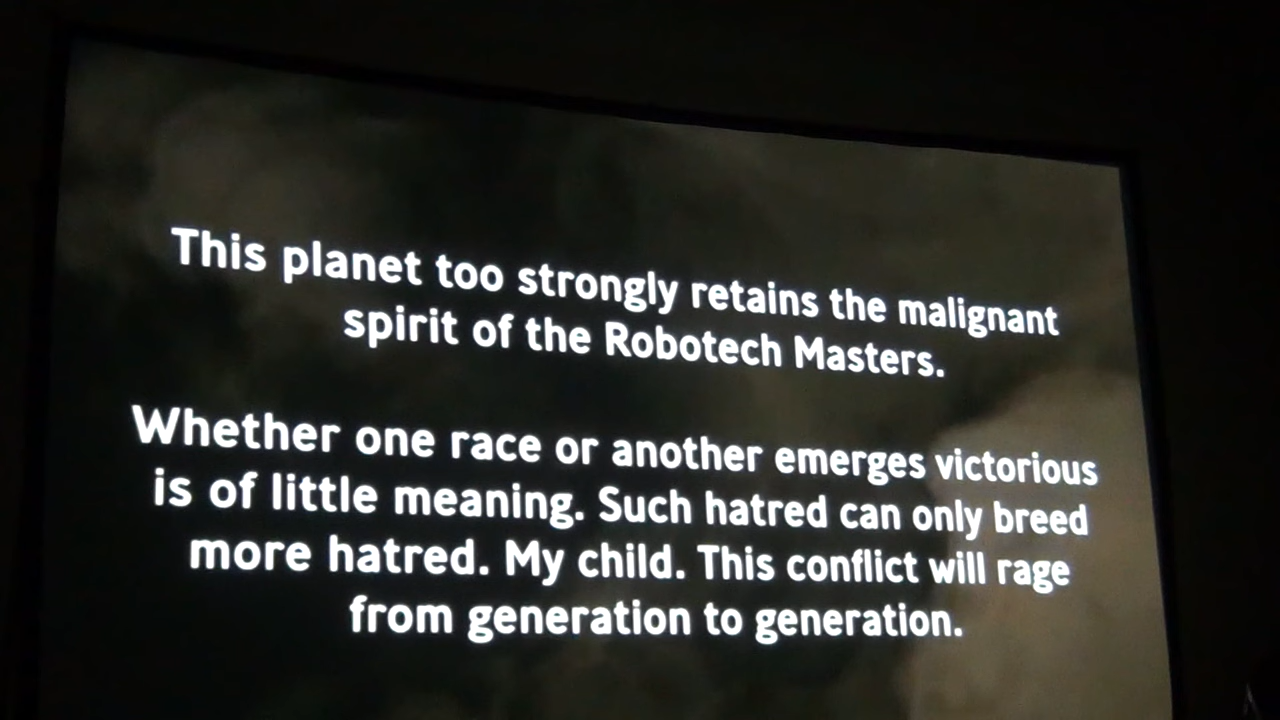 This planet too strongly retains the malignant
spirit of the Robotech Masters.
Whether one race or another emerges victorious
is of little meaning. Such hatred can only breed
more hatred. My child. This conflict will rage
from generation to generation.